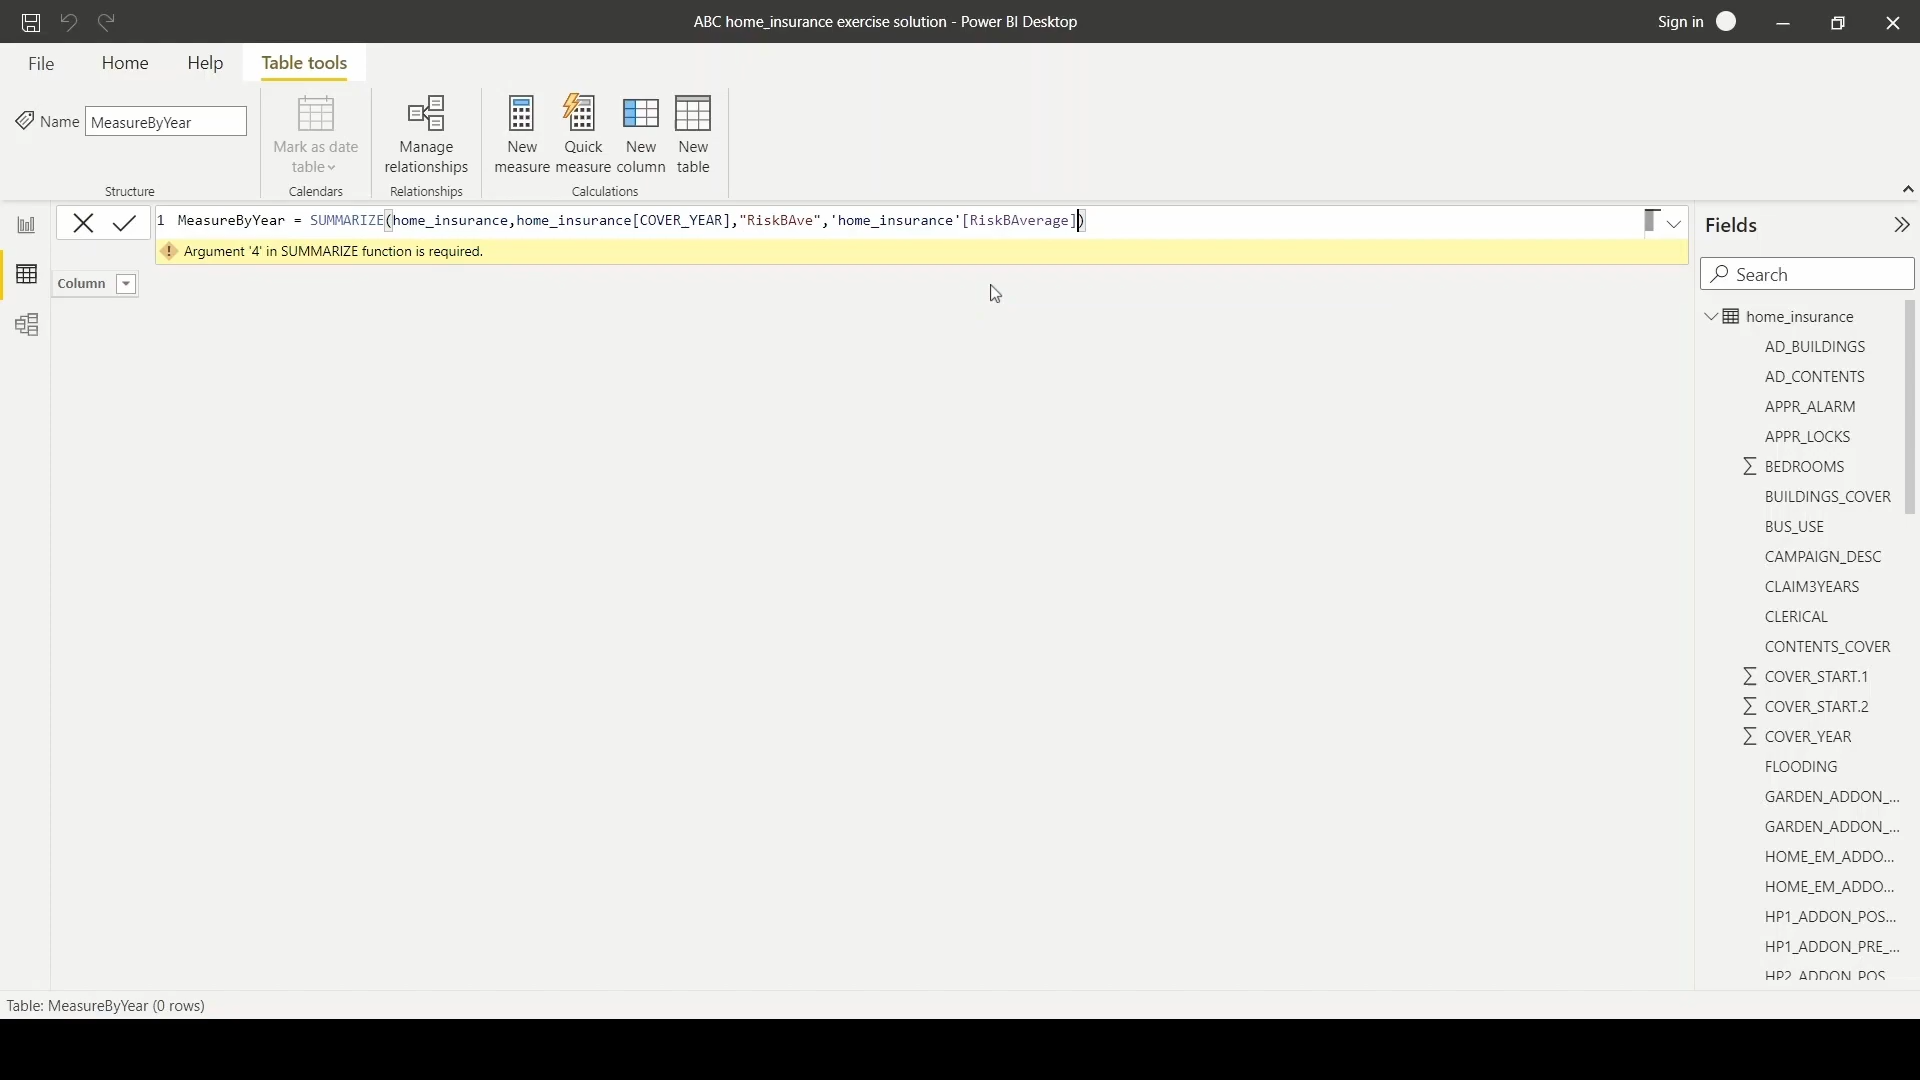 ABC home_insurance exercise solution - Power BI Desktop
Sign in
File Home Help Table tools
Name MeasureByYear
Mark as date table
Manage relationships
New measure
Quick measure
New column
New table
Structure
Calendars
Relationships
Calculations
1 MeasureByYear = SUMMARIZE(home_insurance,home_insurance[COVER_YEAR],"RiskBAve",'home_insurance'[RiskBAverage])
Argument '4' in SUMMARIZE function is required.
Column
Fields
Search
home_insurance
AD_BUILDINGS
AD_CONTENTS
APPR_ALARM
APPR_LOCKS
BEDROOMS
BUILDINGS_COVER
BUS_USE
CAMPAIGN_DESC
CLAIM3YEARS
CLERICAL
CONTENTS_COVER
COVER_START.1
COVER_START.2
COVER_YEAR
FLOODING
GARDEN_ADDON_...
GARDEN_ADDON_...
HOME_EM_ADDO...
HOME_EM_ADDO...
HP1_ADDON_POS...
HP1_ADDON_PRE_...
HP2_ADDON_POS
Table: MeasureByYear (0 rows)